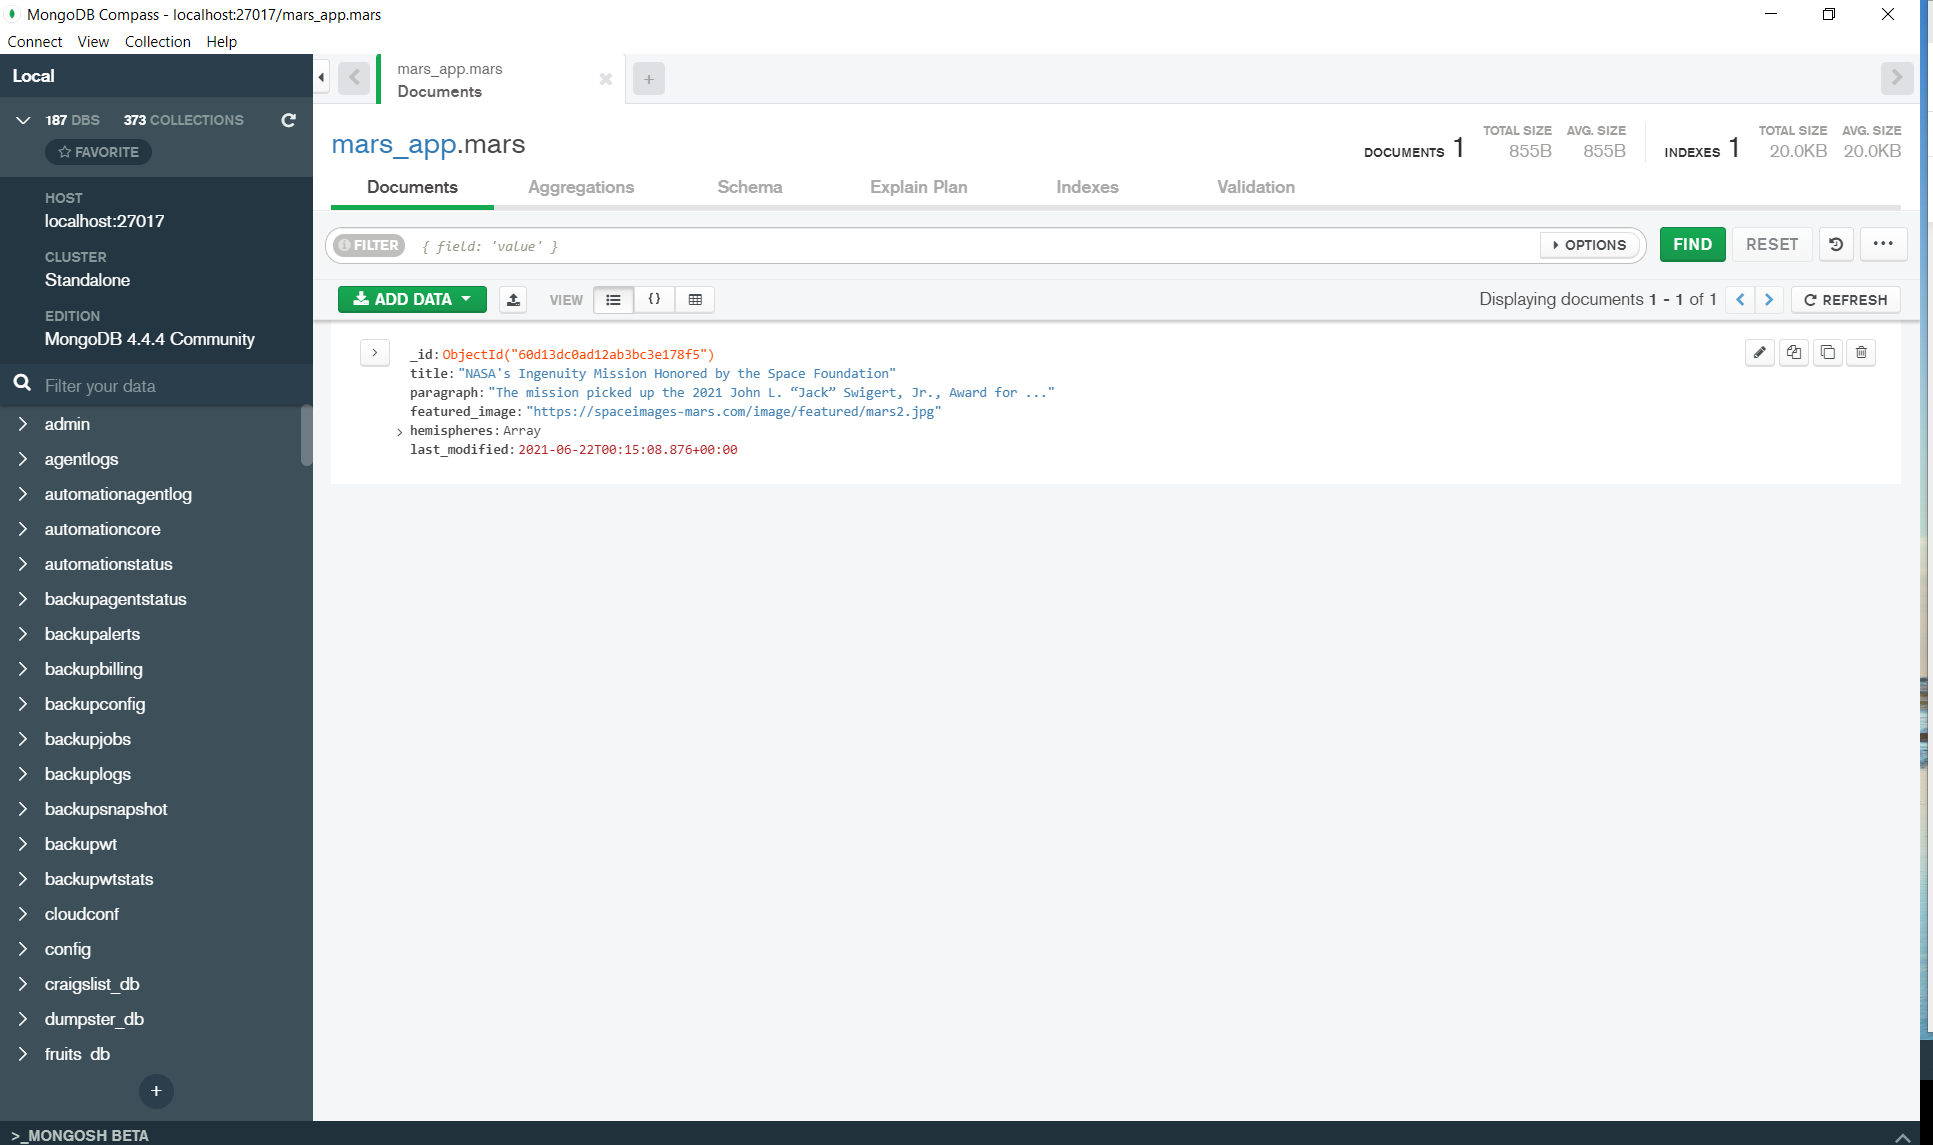 MongoDB Compass - localhost:27017/mars_app.mars
Connect View Collection Help
Local
187 DBS 373 COLLECTIONS
FAVORITE
HOST
localhost:27017
CLUSTER
Standalone
EDITION
MongoDB 4.4.4 Community
Filter your data
admin
agentlogs
automationagentlog
automationcore
automationstatus
backupagentstatus
backupalerts
backupbilling
backupconfig
backupjobs
backuplogs
backupsnapshot
backupwt
backupwtstats
cloudconf
config
craigslist_db
dumpster_db
fruits_db
+
>_MONGOSH BETA
mars_app.mars
Documents
+
mars_app.mars
DOCUMENTS 1 TOTAL SIZE 855B AVG. SIZE 855B INDEXES 1 TOTAL SIZE 20.0KB AVG. SIZE 20.0KB
Documents Aggregations Schema Explain Plan Indexes Validation
FILTER { field: 'value' } OPTIONS FIND RESET ...
ADD DATA VIEW {} Displaying documents 1 - 1 of 1 < > REFRESH
_id: ObjectId("60d13dc0ad12ab3bc3e178f5")
title: "NASA's Ingenuity Mission Honored by the Space Foundation"
paragraph: "The mission picked up the 2021 John L. “Jack” Swigert, Jr., Award for ..."
featured_image: "https://spaceimages-mars.com/image/featured/mars2.jpg"
hemispheres: Array
last_modified: 2021-06-22T00:15:08.876+00:00